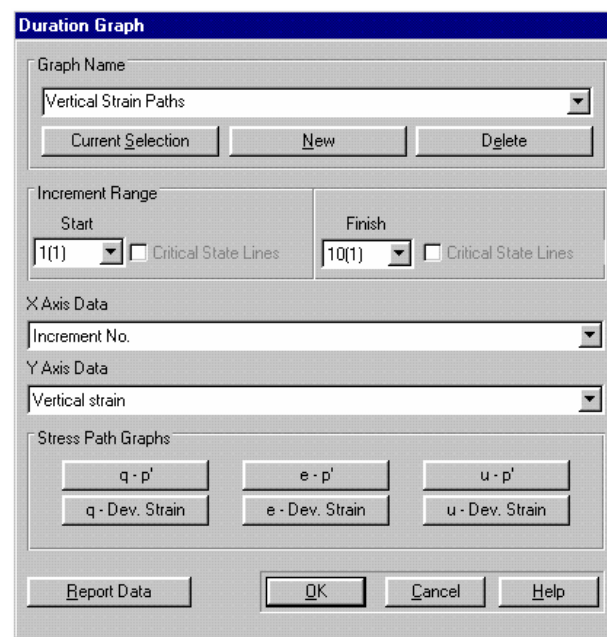 Duration Graph
Graph Name
Vertical Strain Paths
Current Selection New Delete
Increment Range
Start Finish
1(1) Critical State Lines 10(1) Critical State Lines
X Axis Data
Increment No.
Y Axis Data
Vertical strain
Stress Path Graphs
q - p' e - p' u - p'
q - Dev. Strain e - Dev. Strain u - Dev. Strain
Report Data OK Cancel Help